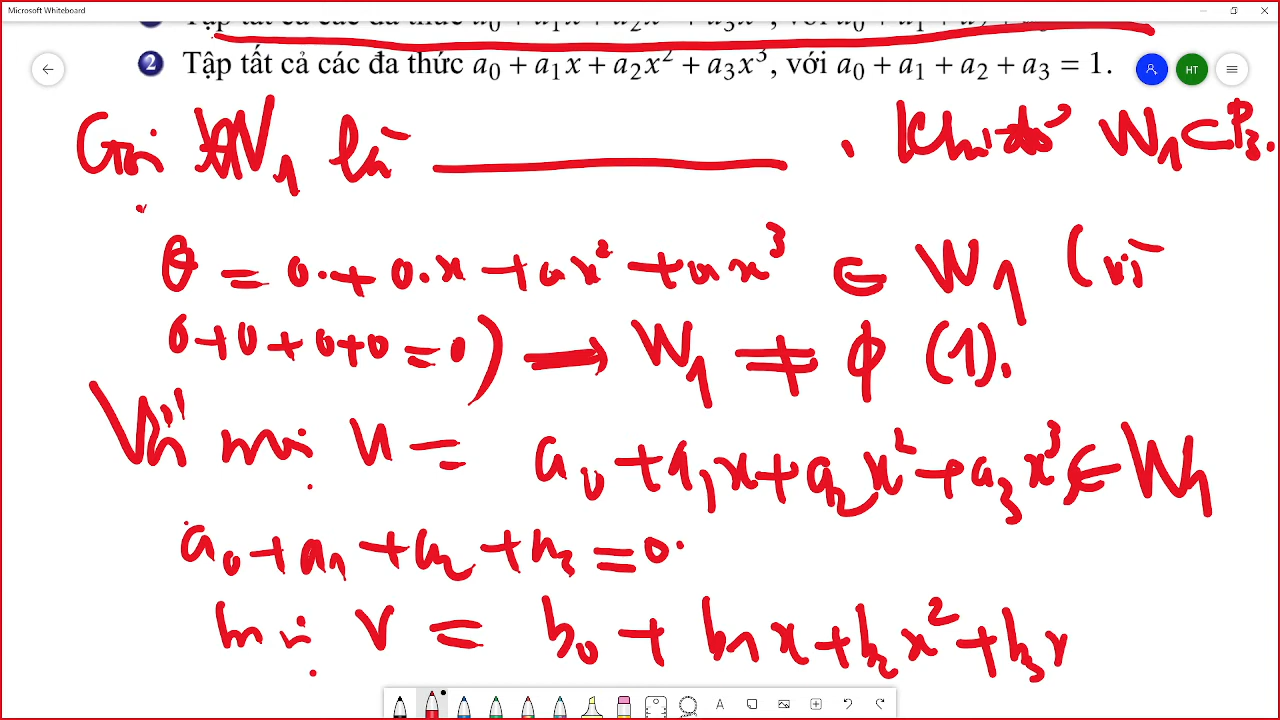 Microsoft Whiteboard
2 Tập tất cả các đa thức a₀ + a₁x + a₂x² + a₃x³, với a₀ + a₁ + a₂ + a₃ = 1.
HT
Gọi W₁ là . Khi đó W₁ ⊂ P₃.
θ = 0 + 0.x + 0x² + 0x³ ∈ W₁ (vì
0 + 0 + 0 + 0 = 0) → W₁ ≠ ϕ (1).
Với mọi u = a₀ + a₁x + a₂x² + a₃x³ ∈ W₁
a₀ + a₁ + a₂ + a₃ = 0.
mọi v = b₀ + b₁x + b₂x² + b₃x